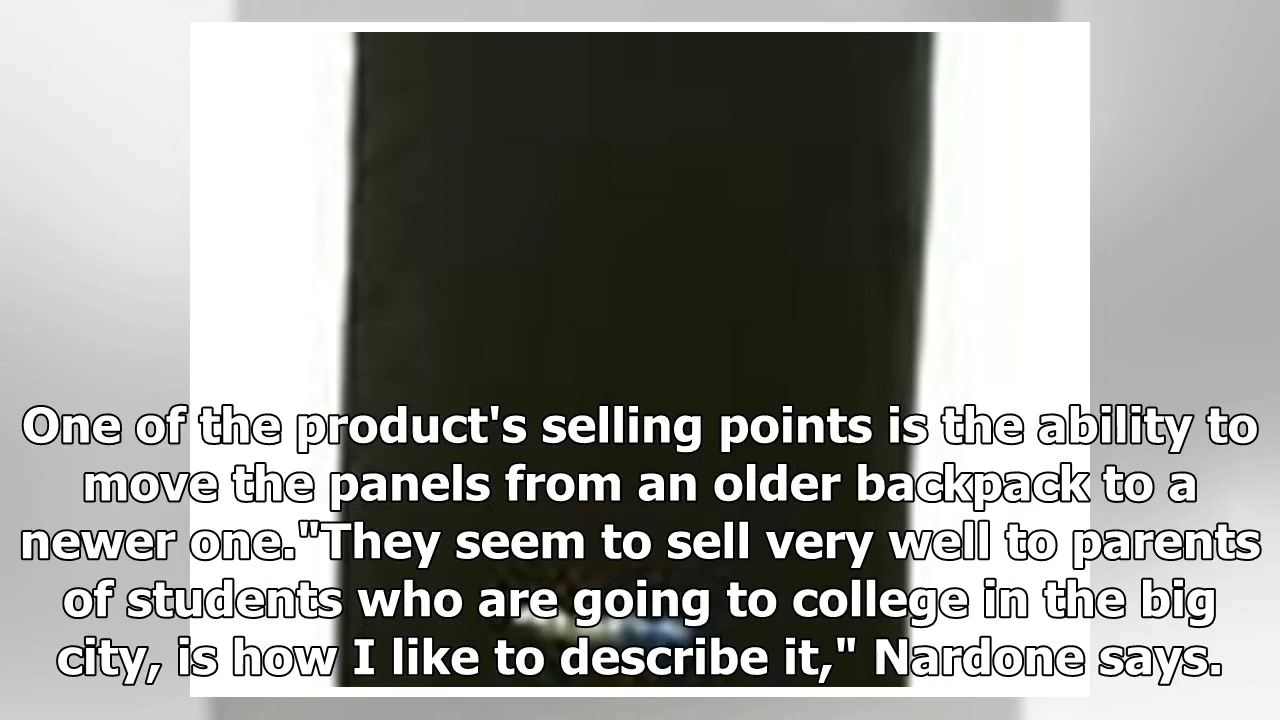 One of the product's selling points is the ability to
move the panels from an older backpack to a
newer one."They seem to sell very well to parents
of students who are going to college in the big
city, is how I like to describe it," Nardone says.